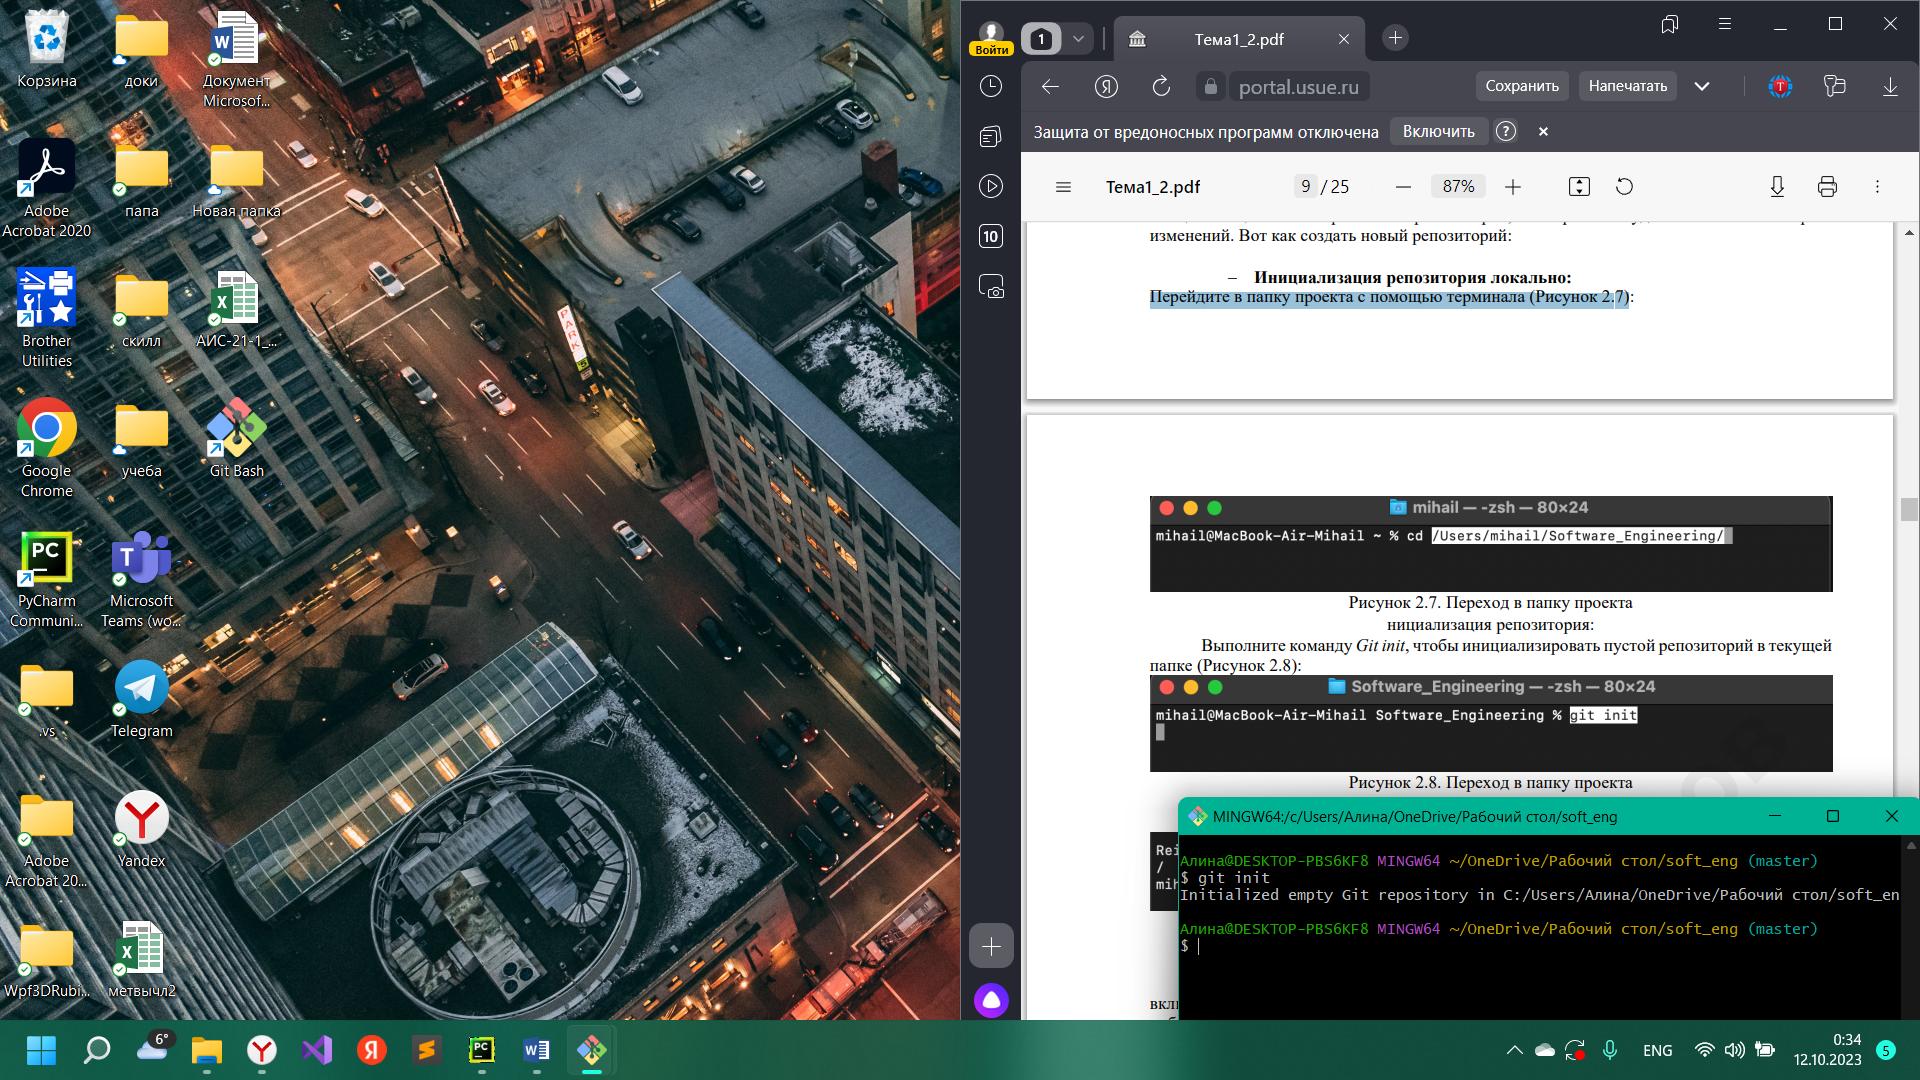 Корзина
доки
Документ
Microsof...
Adobe
Acrobat 2020
папа
Новая папка
Brother
Utilities
скилл
АИС-21-1_...
Google
Chrome
учеба
Git Bash
PyCharm
Communi...
Microsoft
Teams (wo...
.vs
Telegram
Adobe
Acrobat 20...
Yandex
Wpf3DRubi...
метвычл2
PARK
Войти
1
Тема1_2.pdf
portal.usue.ru
Сохранить
Напечатать
Защита от вредоносных программ отключена
Включить
10
Тема1_2.pdf
9 / 25
87%
изменений. Вот как создать новый репозиторий:
– Инициализация репозитория локально:
Перейдите в папку проекта с помощью терминала (Рисунок 2.7):
mihail — -zsh — 80×24
mihail@MacBook-Air-Mihail ~ % cd /Users/mihail/Software_Engineering/
Рисунок 2.7. Переход в папку проекта
нициализация репозитория:
Выполните команду Git init, чтобы инициализировать пустой репозиторий в текущей
папке (Рисунок 2.8):
Software_Engineering — -zsh — 80×24
mihail@MacBook-Air-Mihail Software_Engineering % git init
Рисунок 2.8. Переход в папку проекта
Rei
/
mih
вкл
MINGW64:/c/Users/Алина/OneDrive/Рабочий стол/soft_eng
Алина@DESKTOP-PBS6KF8 MINGW64 ~/OneDrive/Рабочий стол/soft_eng (master)
$ git init
Initialized empty Git repository in C:/Users/Алина/OneDrive/Рабочий стол/soft_en
Алина@DESKTOP-PBS6KF8 MINGW64 ~/OneDrive/Рабочий стол/soft_eng (master)
$
6°
ENG
0:34
12.10.2023
5